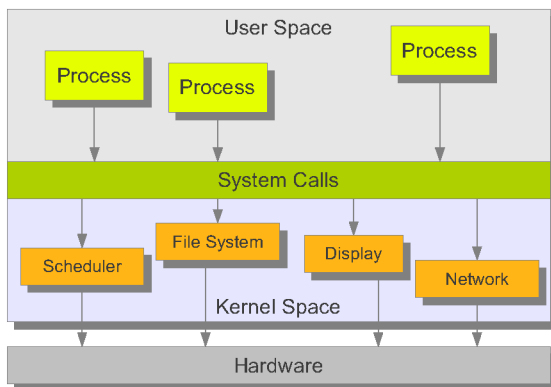 User Space
Process
Process
Process
System Calls
Scheduler
File System
Display
Network
Kernel Space
Hardware